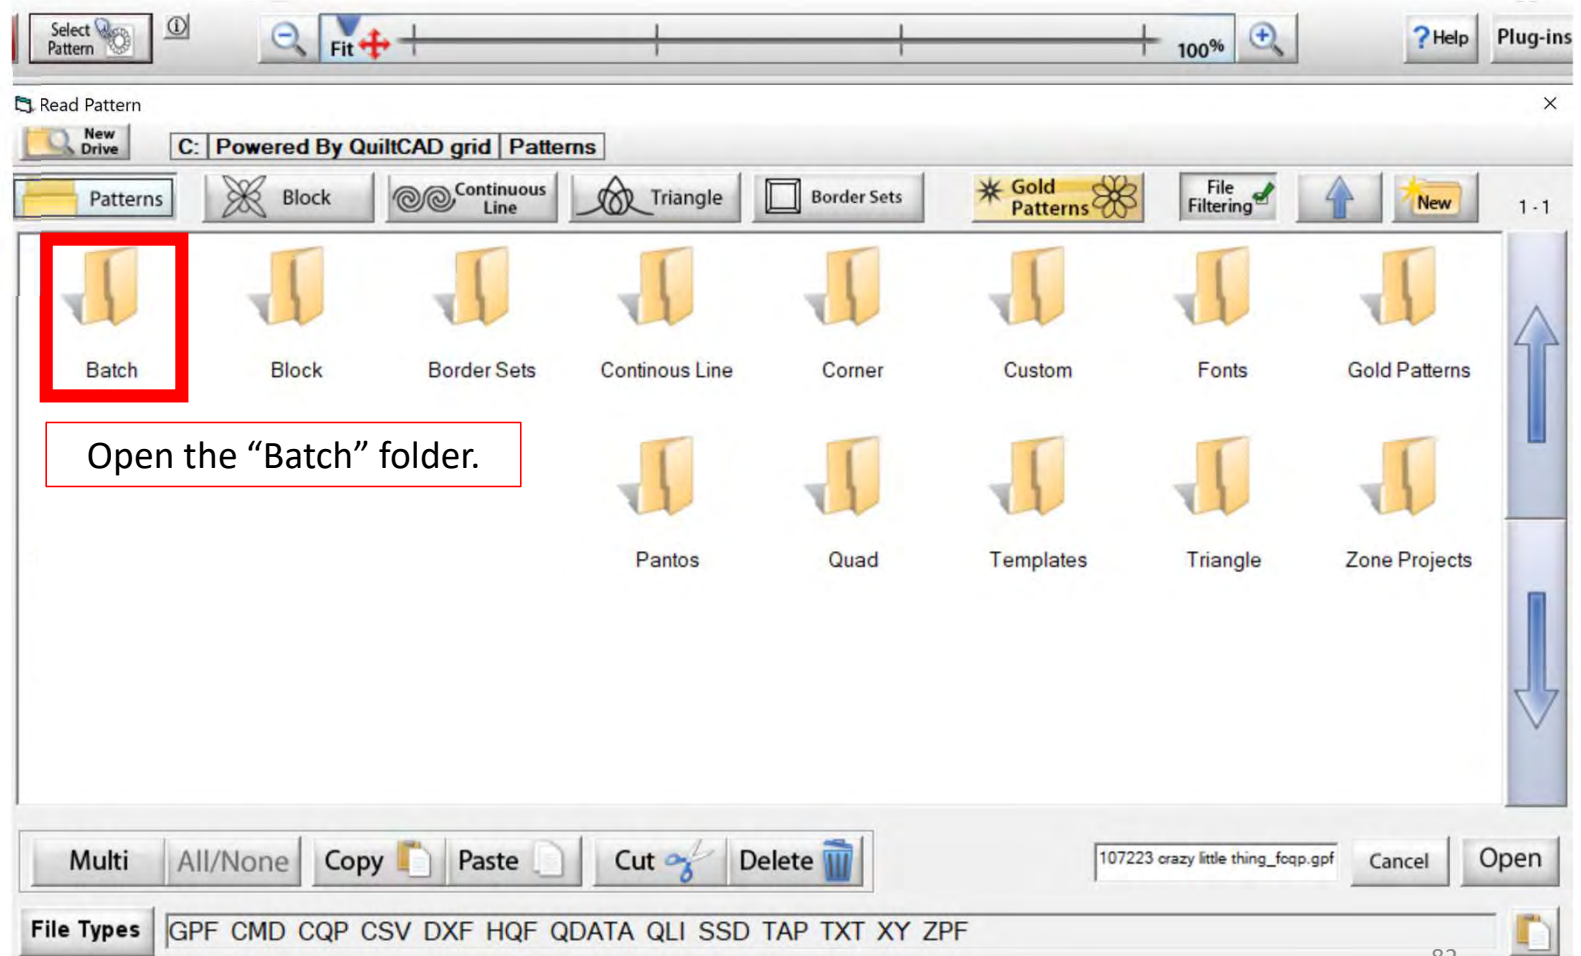 Select
Pattern
Fit
100%
?Help
Plug-ins
Read Pattern
New
Drive
C: Powered By QuiltCAD grid Patterns
Patterns
Block
Continuous
Line
Triangle
Border Sets
Gold
Patterns
File
Filtering
New
1 - 1
Batch
Block
Border Sets
Continous Line
Corner
Custom
Fonts
Gold Patterns
Open the “Batch” folder.
Pantos
Quad
Templates
Triangle
Zone Projects
Multi
All/None
Copy
Paste
Cut
Delete
107223 crazy little thing_fcqp.gpf
Cancel
Open
File Types
GPF CMD CQP CSV DXF HQF QDATA QLI SSD TAP TXT XY ZPF